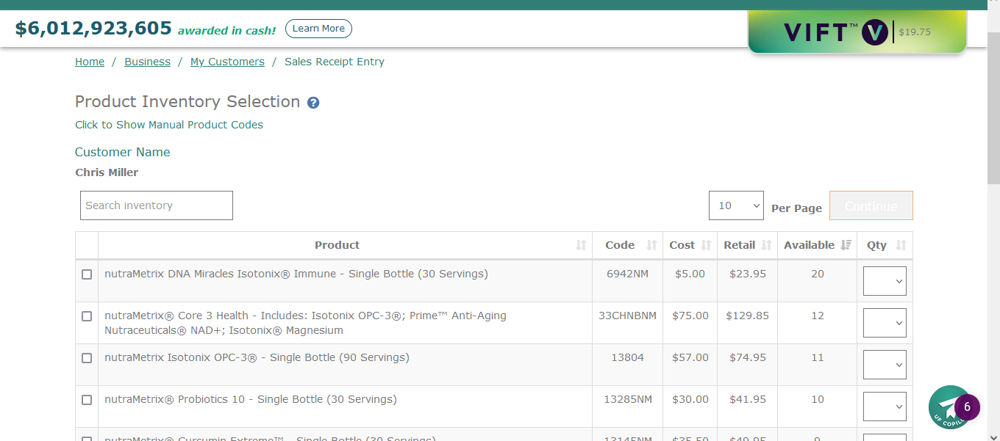 $6,012,923,605 awarded in cash! Learn More
VIFT™ V $19.75
Home / Business / My Customers / Sales Receipt Entry
Product Inventory Selection ?
Click to Show Manual Product Codes
Customer Name
Chris Miller
Search inventory 10 Per Page Continue
Product Code Cost Retail Available Qty
nutraMetrix DNA Miracles Isotonix® Immune - Single Bottle (30 Servings) 6942NM $5.00 $23.95 20
nutraMetrix® Core 3 Health - Includes: Isotonix OPC-3®; Prime™ Anti-Aging 33CHNBNM $75.00 $129.85 12
Nutraceuticals® NAD+; Isotonix® Magnesium
nutraMetrix Isotonix OPC-3® - Single Bottle (90 Servings) 13804 $57.00 $74.95 11
nutraMetrix® Probiotics 10 - Single Bottle (30 Servings) 13285NM $30.00 $41.95 10
6
UF COPIL
nutraMetrix® Curcumin Extreme™ - Single Bottle (30 Servings) 13145NM $35.50 $49.95 9